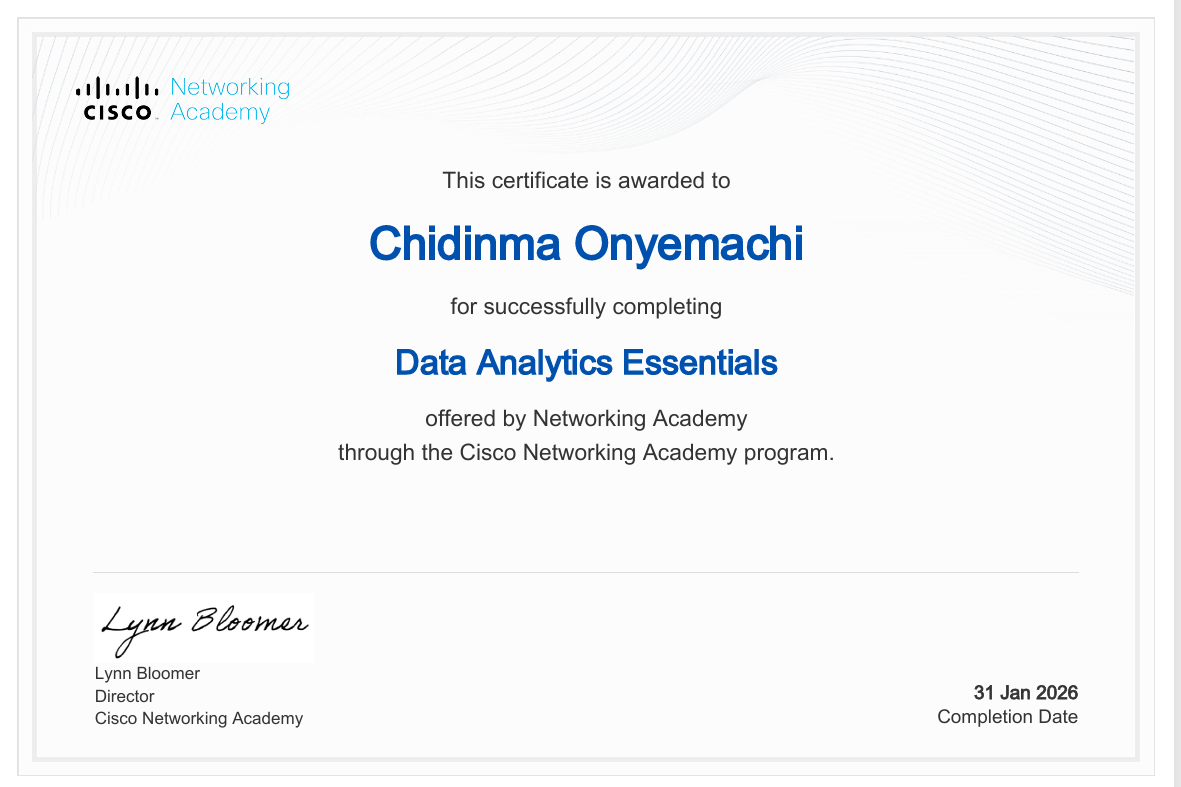 Networking
CISCO Academy
This certificate is awarded to
Chidinma Onyemachi
for successfully completing
Data Analytics Essentials
offered by Networking Academy
through the Cisco Networking Academy program.
Lynn Bloomer
Lynn Bloomer
Director
Cisco Networking Academy
31 Jan 2026
Completion Date